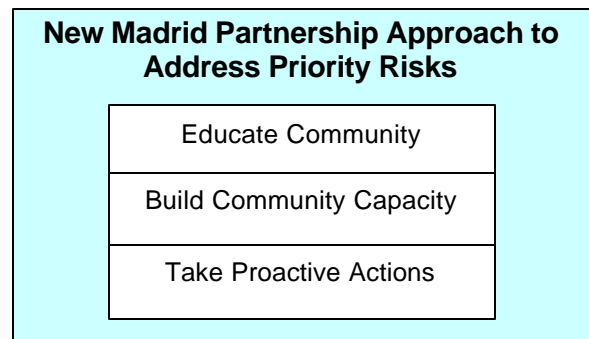 New Madrid Partnership Approach to
Address Priority Risks
Educate Community
Build Community Capacity
Take Proactive Actions